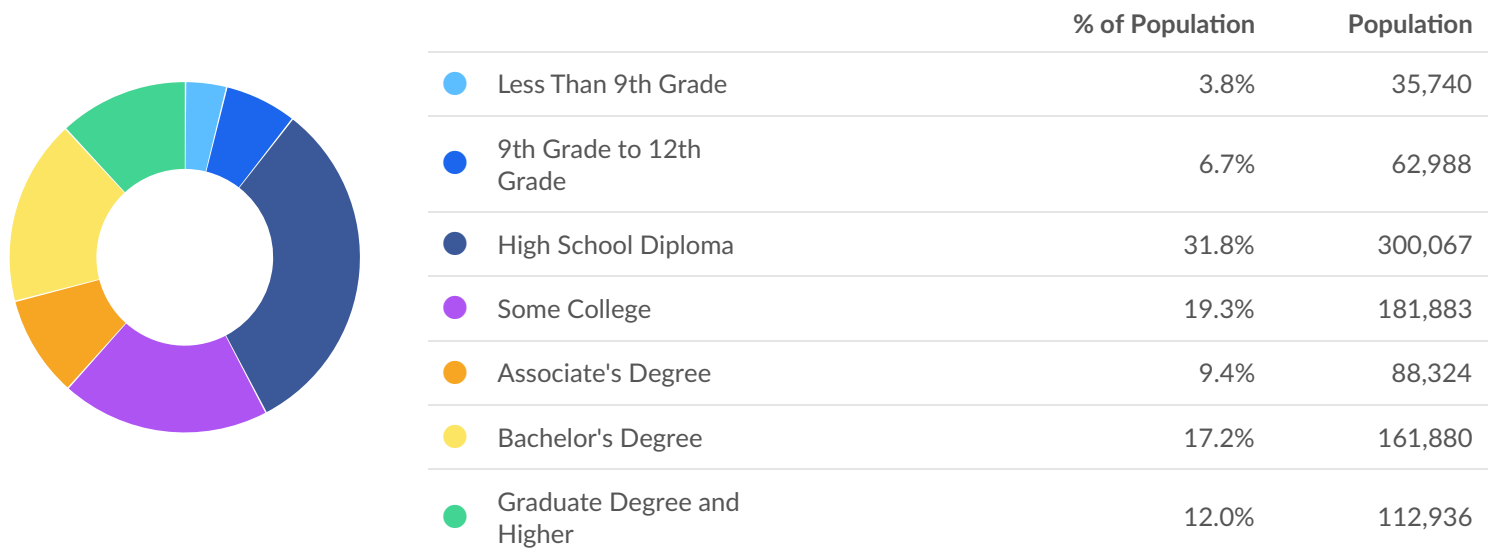 % of Population Population
Less Than 9th Grade 3.8% 35,740
9th Grade to 12th
Grade 6.7% 62,988
High School Diploma 31.8% 300,067
Some College 19.3% 181,883
Associate's Degree 9.4% 88,324
Bachelor's Degree 17.2% 161,880
Graduate Degree and
Higher 12.0% 112,936